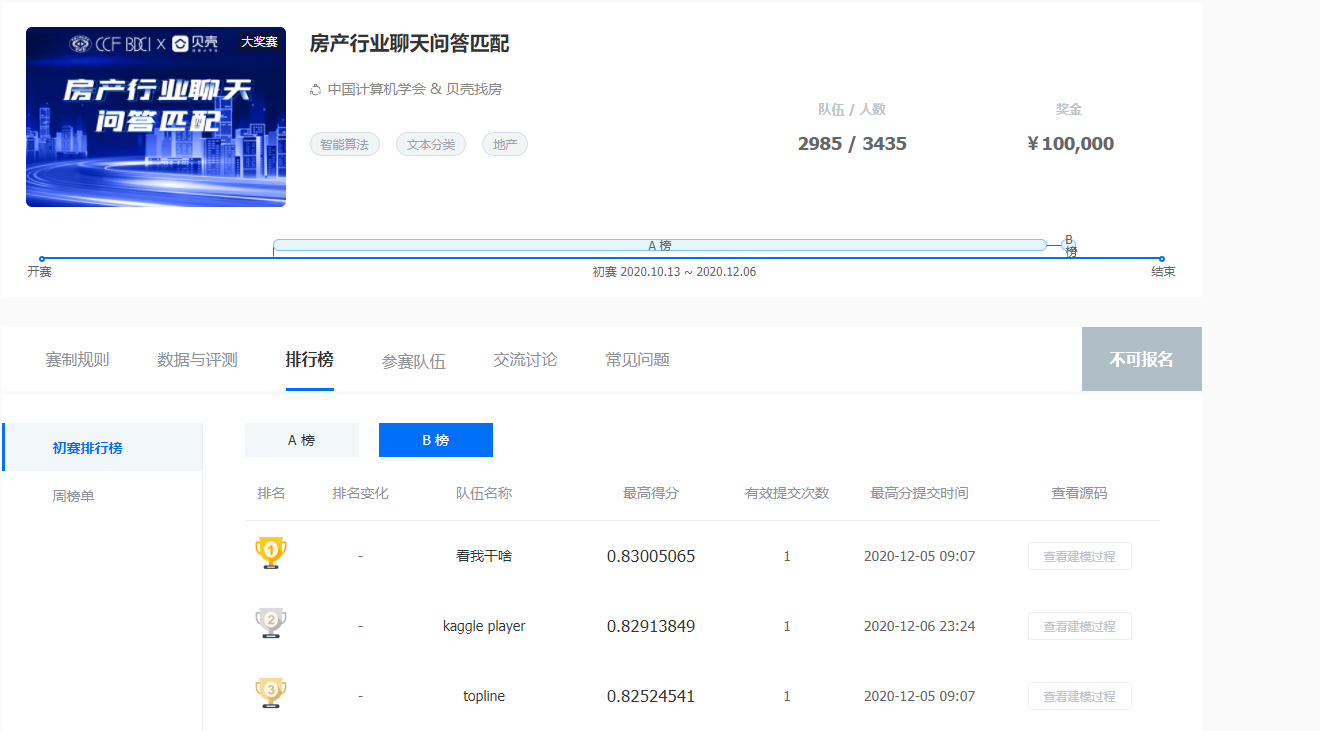 CCF BDCI X 贝壳 大奖赛
房产行业聊天
问答匹配
房产行业聊天问答匹配
中国计算机学会 & 贝壳找房
智能算法 文本分类 地产
队伍 / 人数 奖金
2985 / 3435 ￥100,000
A 榜 B 榜
开赛 初赛 2020.10.13 ~ 2020.12.06 结束
赛制规则 数据与评测 排行榜 参赛队伍 交流讨论 常见问题 不可报名
初赛排行榜
周榜单
A 榜 B 榜
排名 排名变化 队伍名称 最高得分 有效提交次数 最高分提交时间 查看源码
1 - 看我干啥 0.83005065 1 2020-12-05 09:07 查看建模过程
2 - kaggle player 0.82913849 1 2020-12-06 23:24 查看建模过程
3 - topline 0.82524541 1 2020-12-05 09:07 查看建模过程